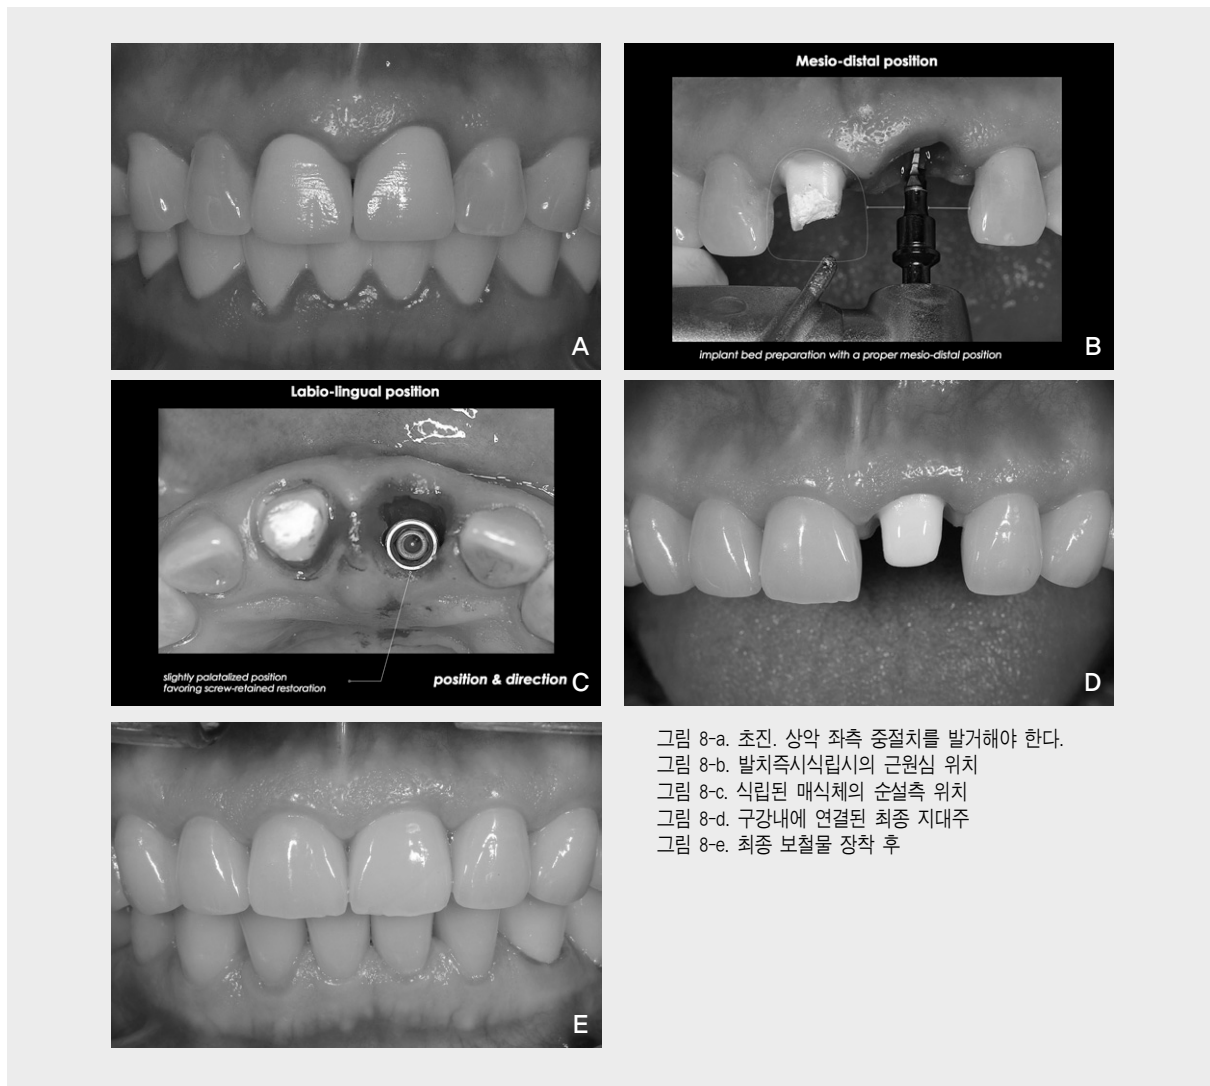 A
Mesio-distal position
implant bed preparation with a proper mesio-distal position
B
Labio-lingual position
slightly palatalized position
favoring screw-retained restoration
position & direction
C
D
E
그림 8-a. 초진. 상악 좌측 중절치를 발거해야 한다.
그림 8-b. 발치즉시식립시의 근원심 위치
그림 8-c. 식립된 매식체의 순설측 위치
그림 8-d. 구강내에 연결된 최종 지대주
그림 8-e. 최종 보철물 장착 후